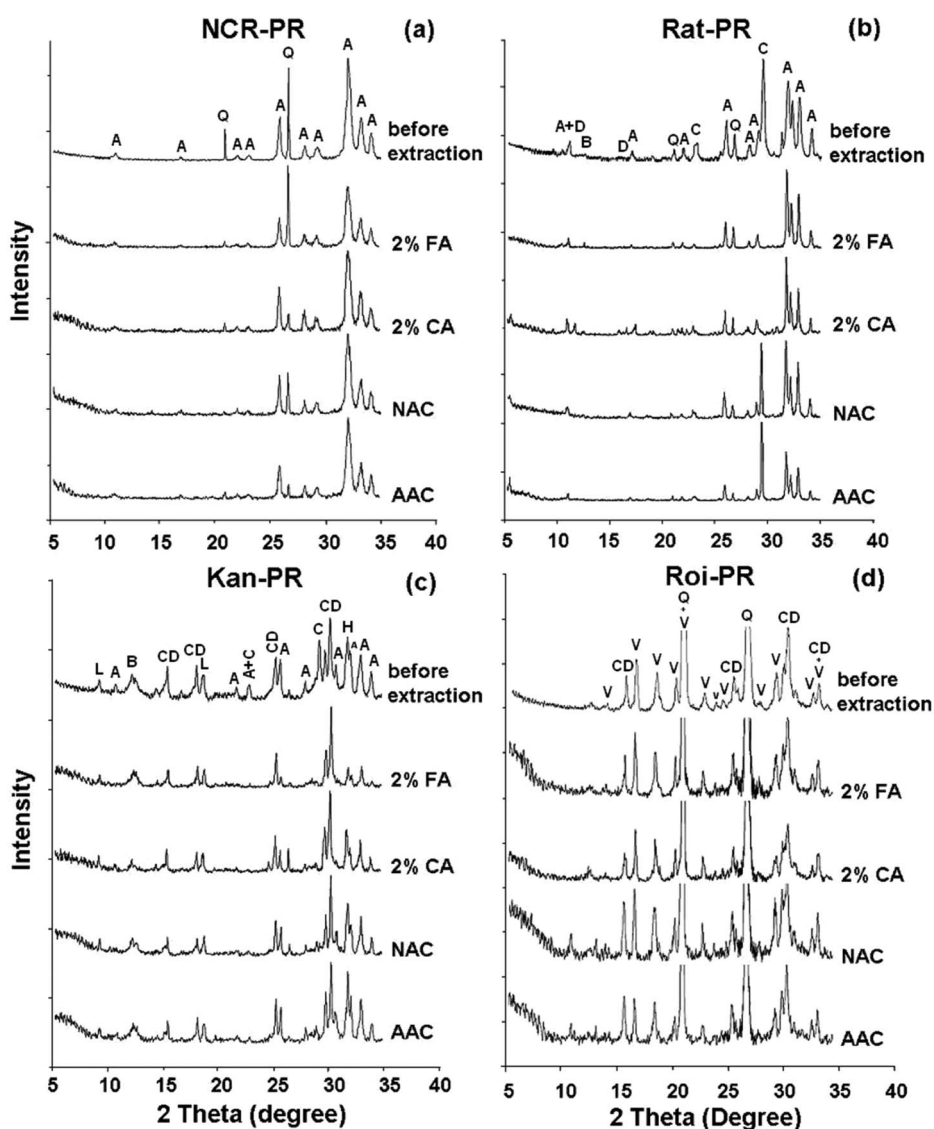 NCR-PR (a)
A
Q
Q
A
A A
A A A A
A A
before
extraction
2% FA
2% CA
NAC
AAC
Intensity
5 10 15 20 25 30 35 40
Rat-PR (b)
C
A
A
A A
A+D Q
B D A Q A C A A
before
extraction
2% FA
2% CA
NAC
AAC
5 10 15 20 25 30 35 40
Kan-PR (c)
CD
C H
CD A
CD CD A A A
L A B L A A+C A A
before
extraction
2% FA
2% CA
NAC
AAC
Intensity
5 10 15 20 25 30 35 40
2 Theta (degree)
Roi-PR (d)
Q
+
V
Q
CD
CD
+
V
V
V CD V V V v V CD V V V
before
extraction
2% FA
2% CA
NAC
AAC
5 10 15 20 25 30 35 40
2 Theta (Degree)